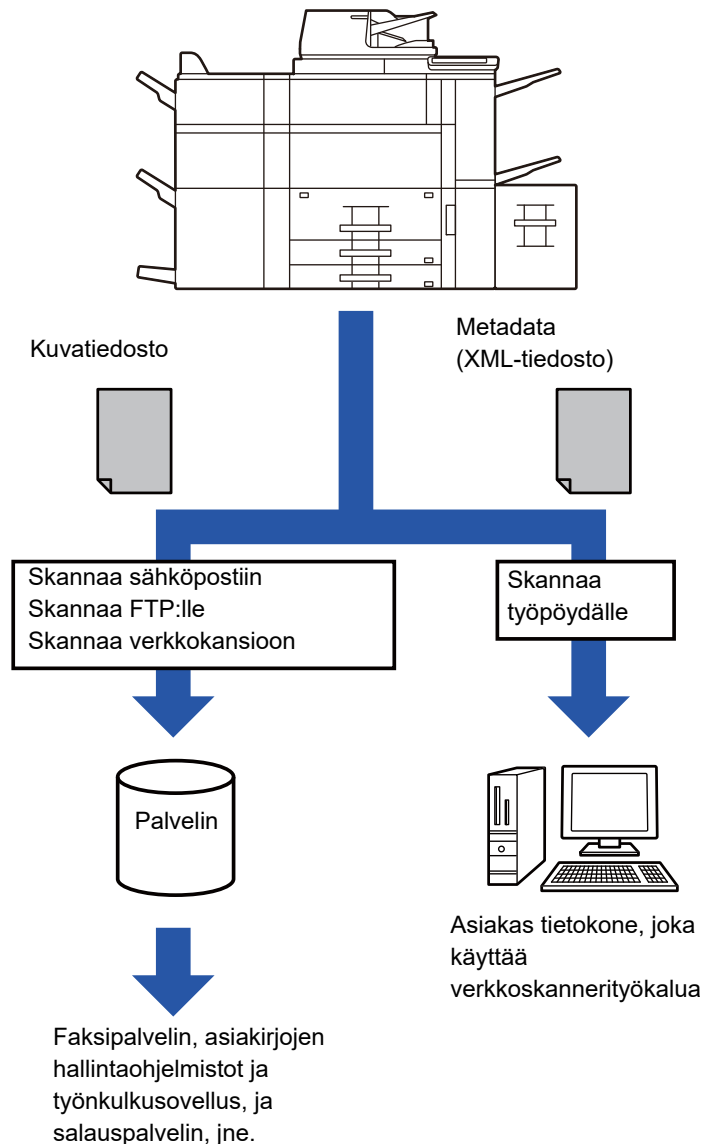 Kuvatiedosto
Metadata
(XML-tiedosto)
Skannaa sähköpostiin
Skannaa FTP:lle
Skannaa verkkokansioon
Skannaa
työpöydälle
Palvelin
Asiakas tietokone, joka
käyttää
verkkoskannerityökalua
Faksipalvelin, asiakirjojen
hallintaohjelmistot ja
työnkulkusovellus, ja
salauspalvelin, jne.